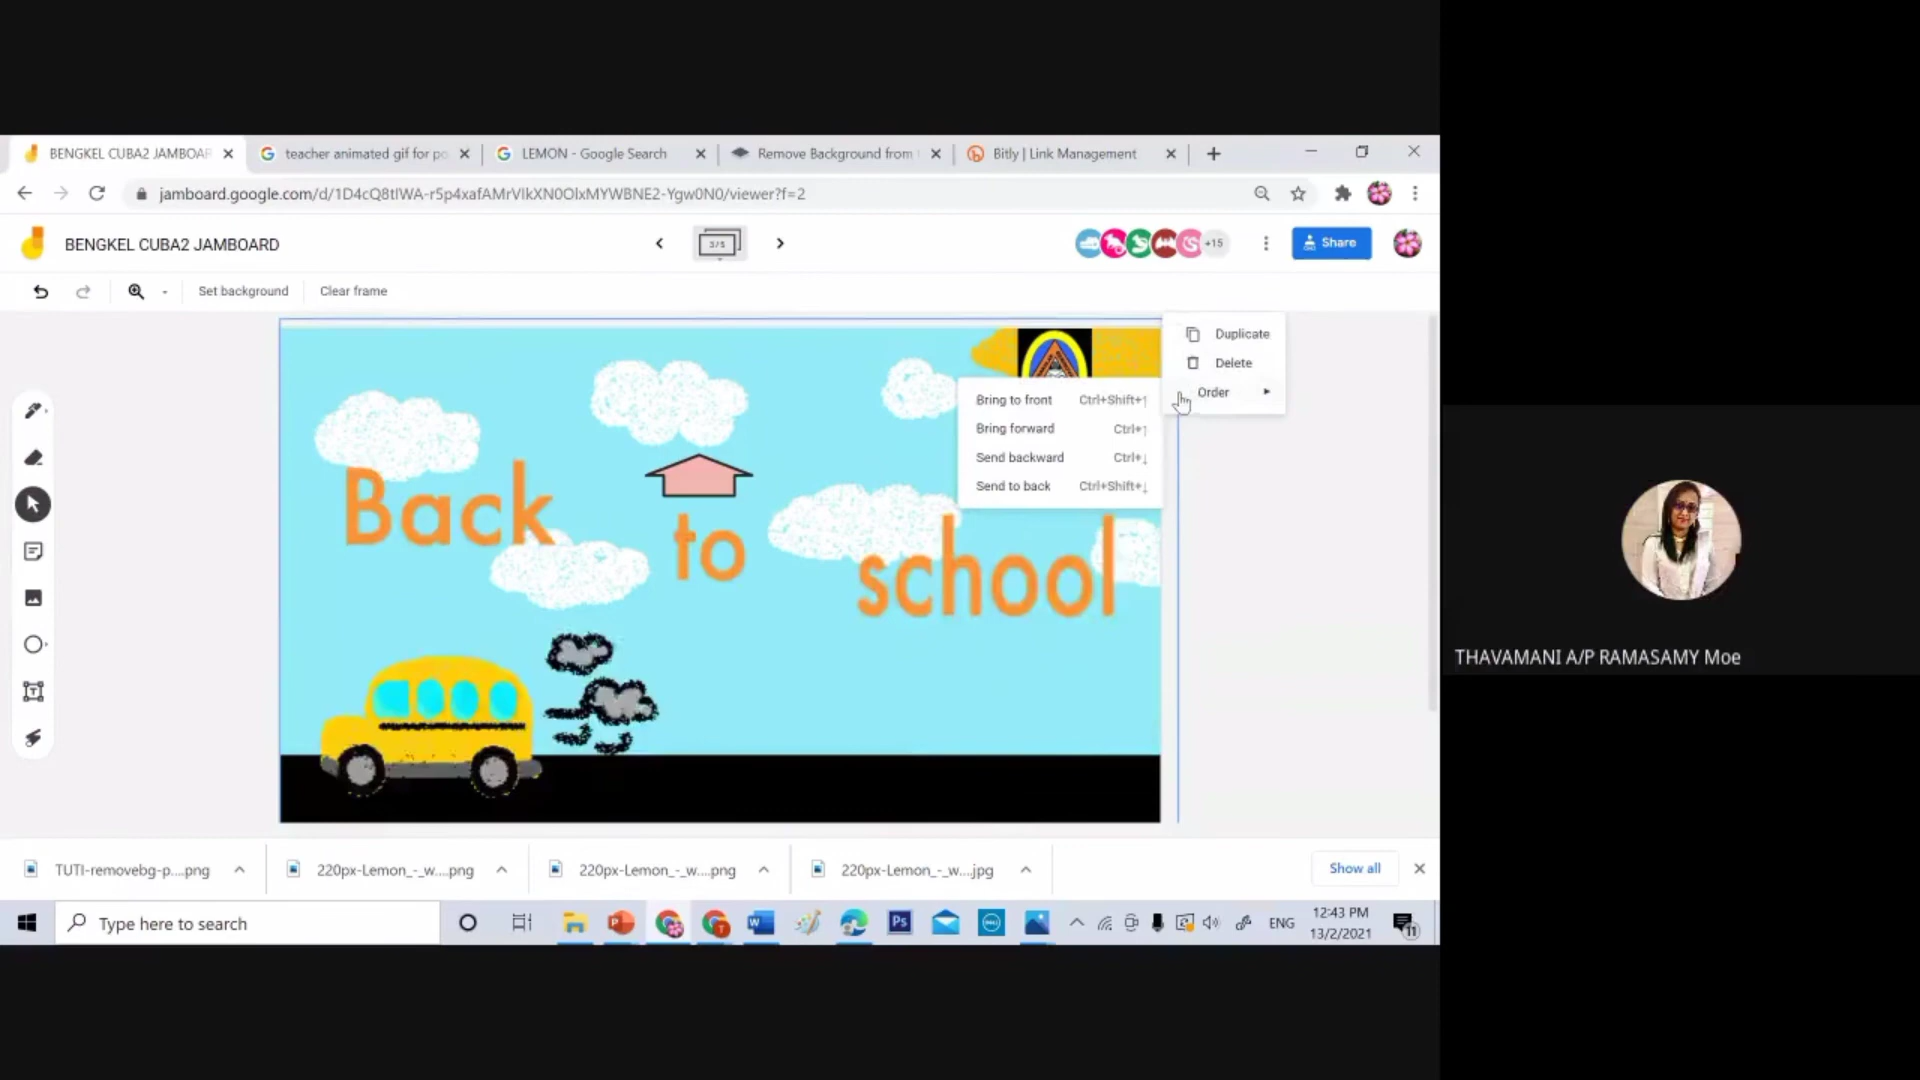 BENGKEL CUBA2 JAMBOAR
teacher animated gif for po
LEMON - Google Search
Remove Background from
Bitly | Link Management
jamboard.google.com/d/1D4cQ8tIWA-r5p4xafAMrVlkXN0OlxMYWBNE2-Ygw0N0/viewer?f=2
BENGKEL CUBA2 JAMBOARD
3/5
+15
Share
Set background
Clear frame
Duplicate
Delete
Order
Bring to front Ctrl+Shift+↑
Bring forward Ctrl+↑
Send backward Ctrl+↓
Send to back Ctrl+Shift+↓
Back
to
school
THAVAMANI A/P RAMASAMY Moe
TUTI-removebg-p....png
220px-Lemon_-_w....png
220px-Lemon_-_w....png
220px-Lemon_-_w....jpg
Show all
Type here to search
ENG
12:43 PM
13/2/2021
11